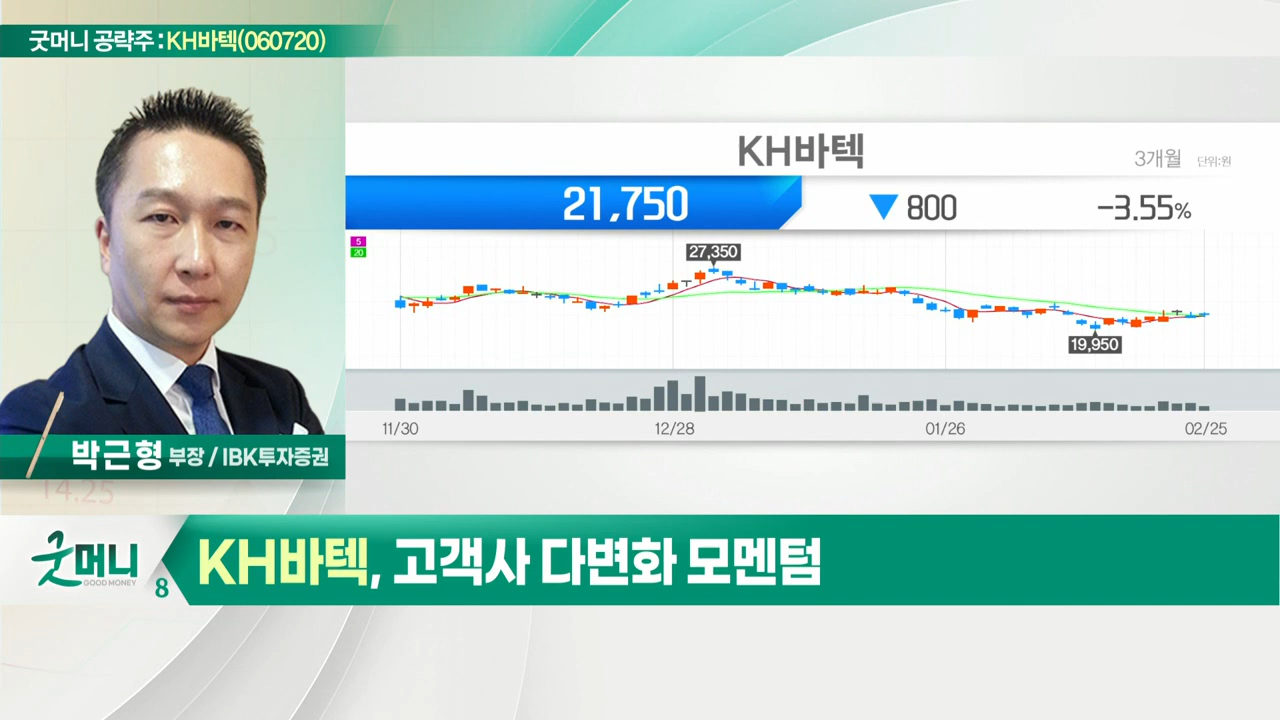 굿머니 공략주 : KH바텍(060720)
KH바텍
3개월 단위:원
21,750 ▼ 800 -3.55%
5
20
27,350
19,950
11/30 12/28 01/26 02/25
박근형 부장 / IBK투자증권
14.25
굿머니 GOOD MONEY 8
KH바텍, 고객사 다변화 모멘텀